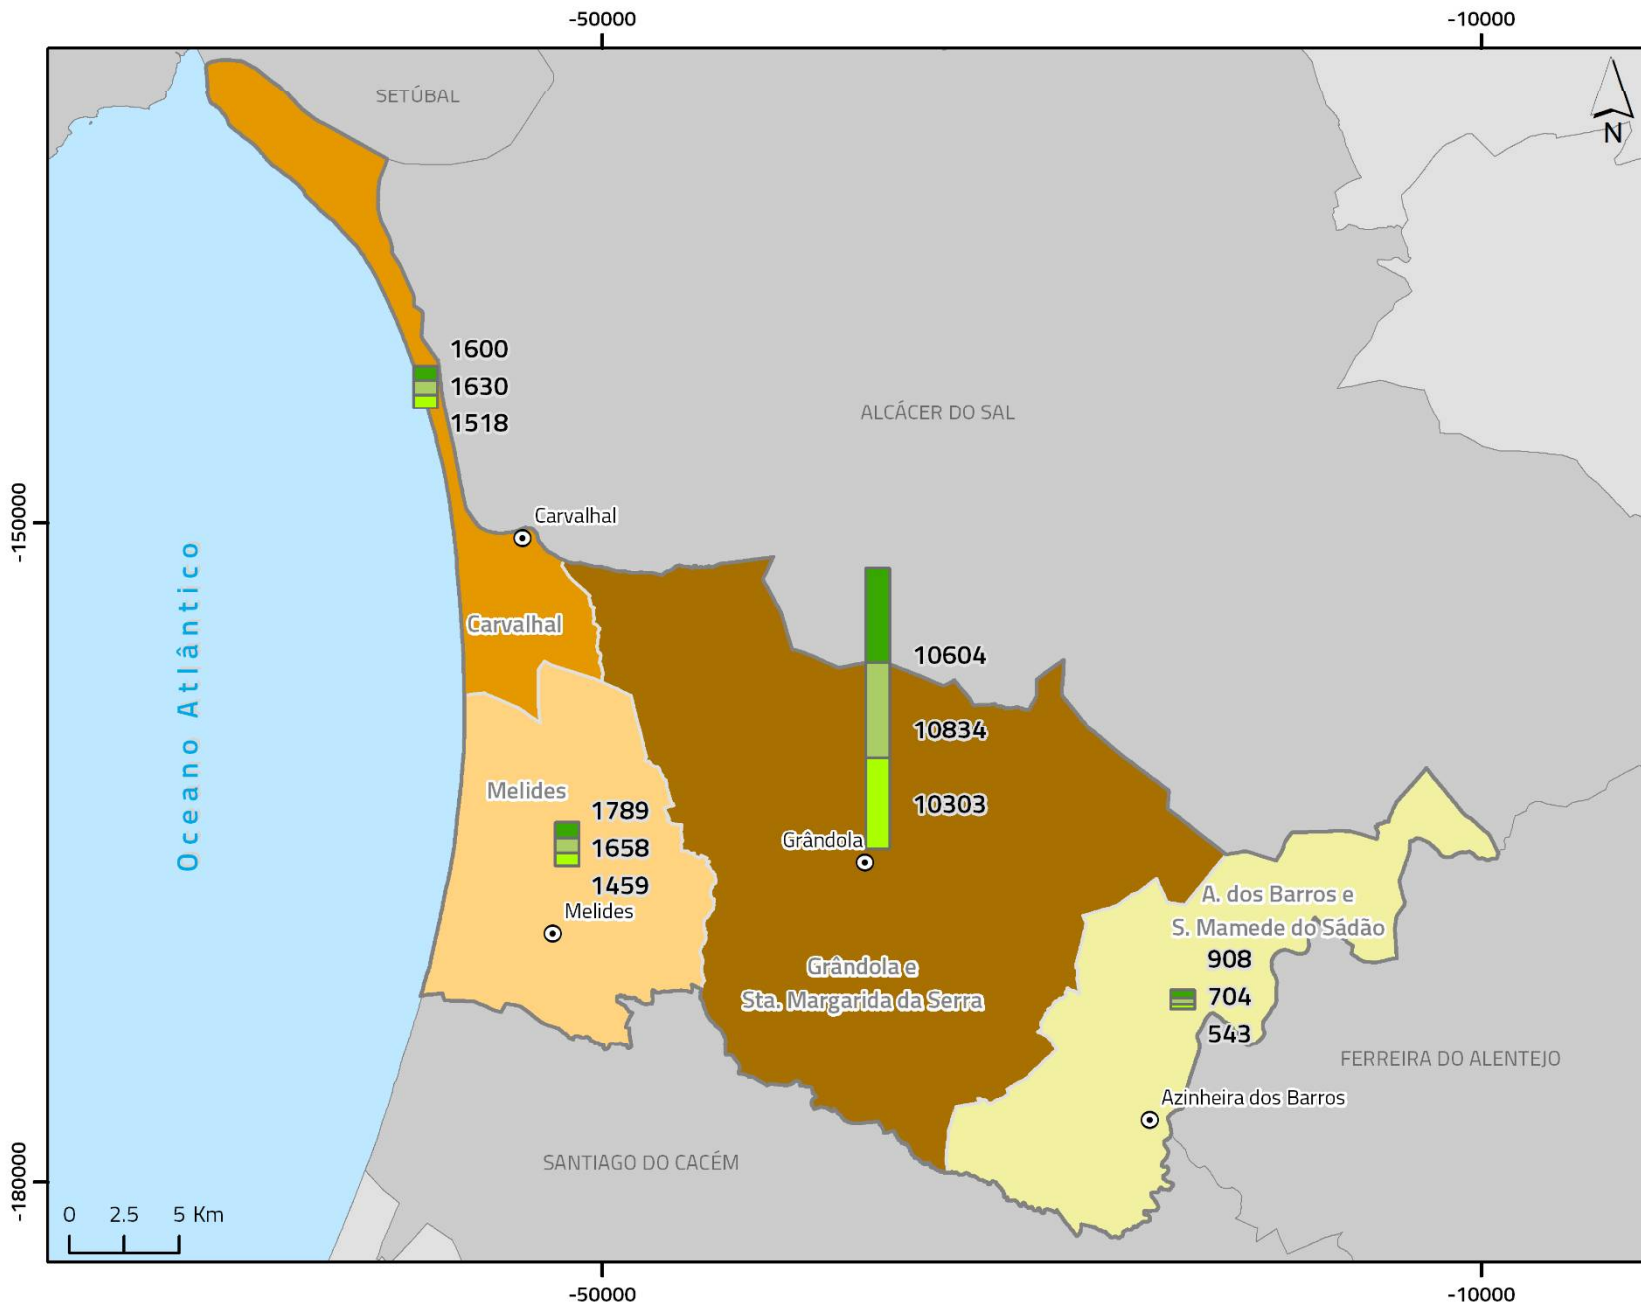 -50000
-10000
SETÚBAL
N
1600
1630
1518
ALCÁCER DO SAL
-150000
Carvalhal
Oceano Atlântico
Carvalhal
10604
10834
10303
Melides
1789
1658
1459
Grândola
Melides
A. dos Barros e
S. Mamede do Sádão
908
704
543
Grândola e
Sta. Margarida da Serra
FERREIRA DO ALENTEJO
Azinheira dos Barros
SANTIAGO DO CACÉM
-180000
0 2.5 5 Km
-50000
-10000